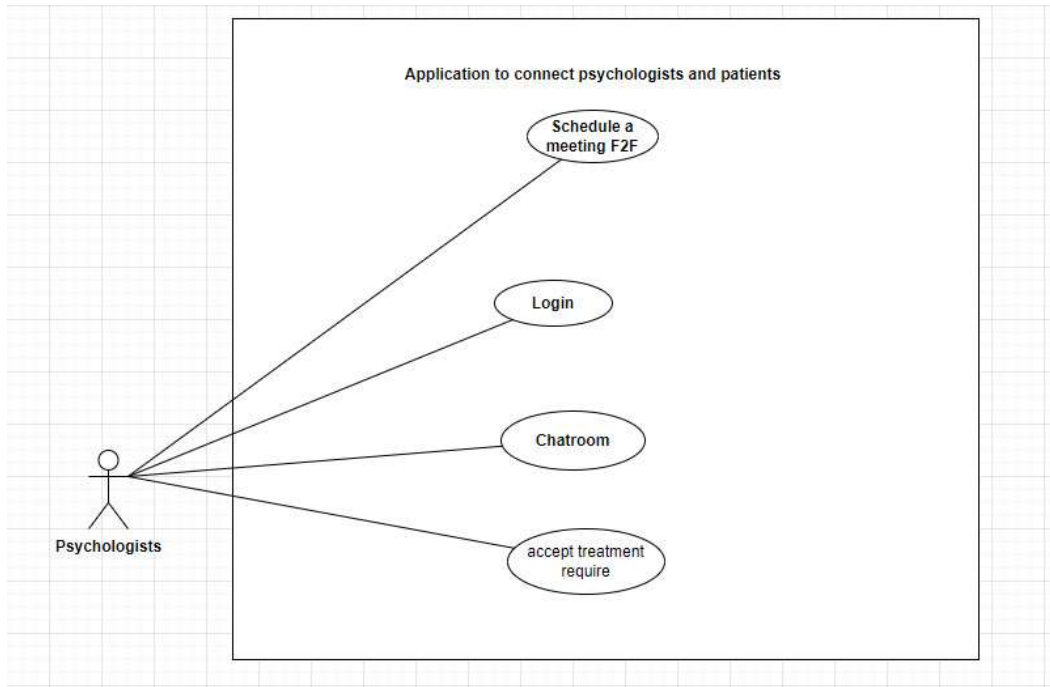 Application to connect psychologists and patients
Schedule a
meeting F2F
Login
Chatroom
Psychologists
accept treatment
require